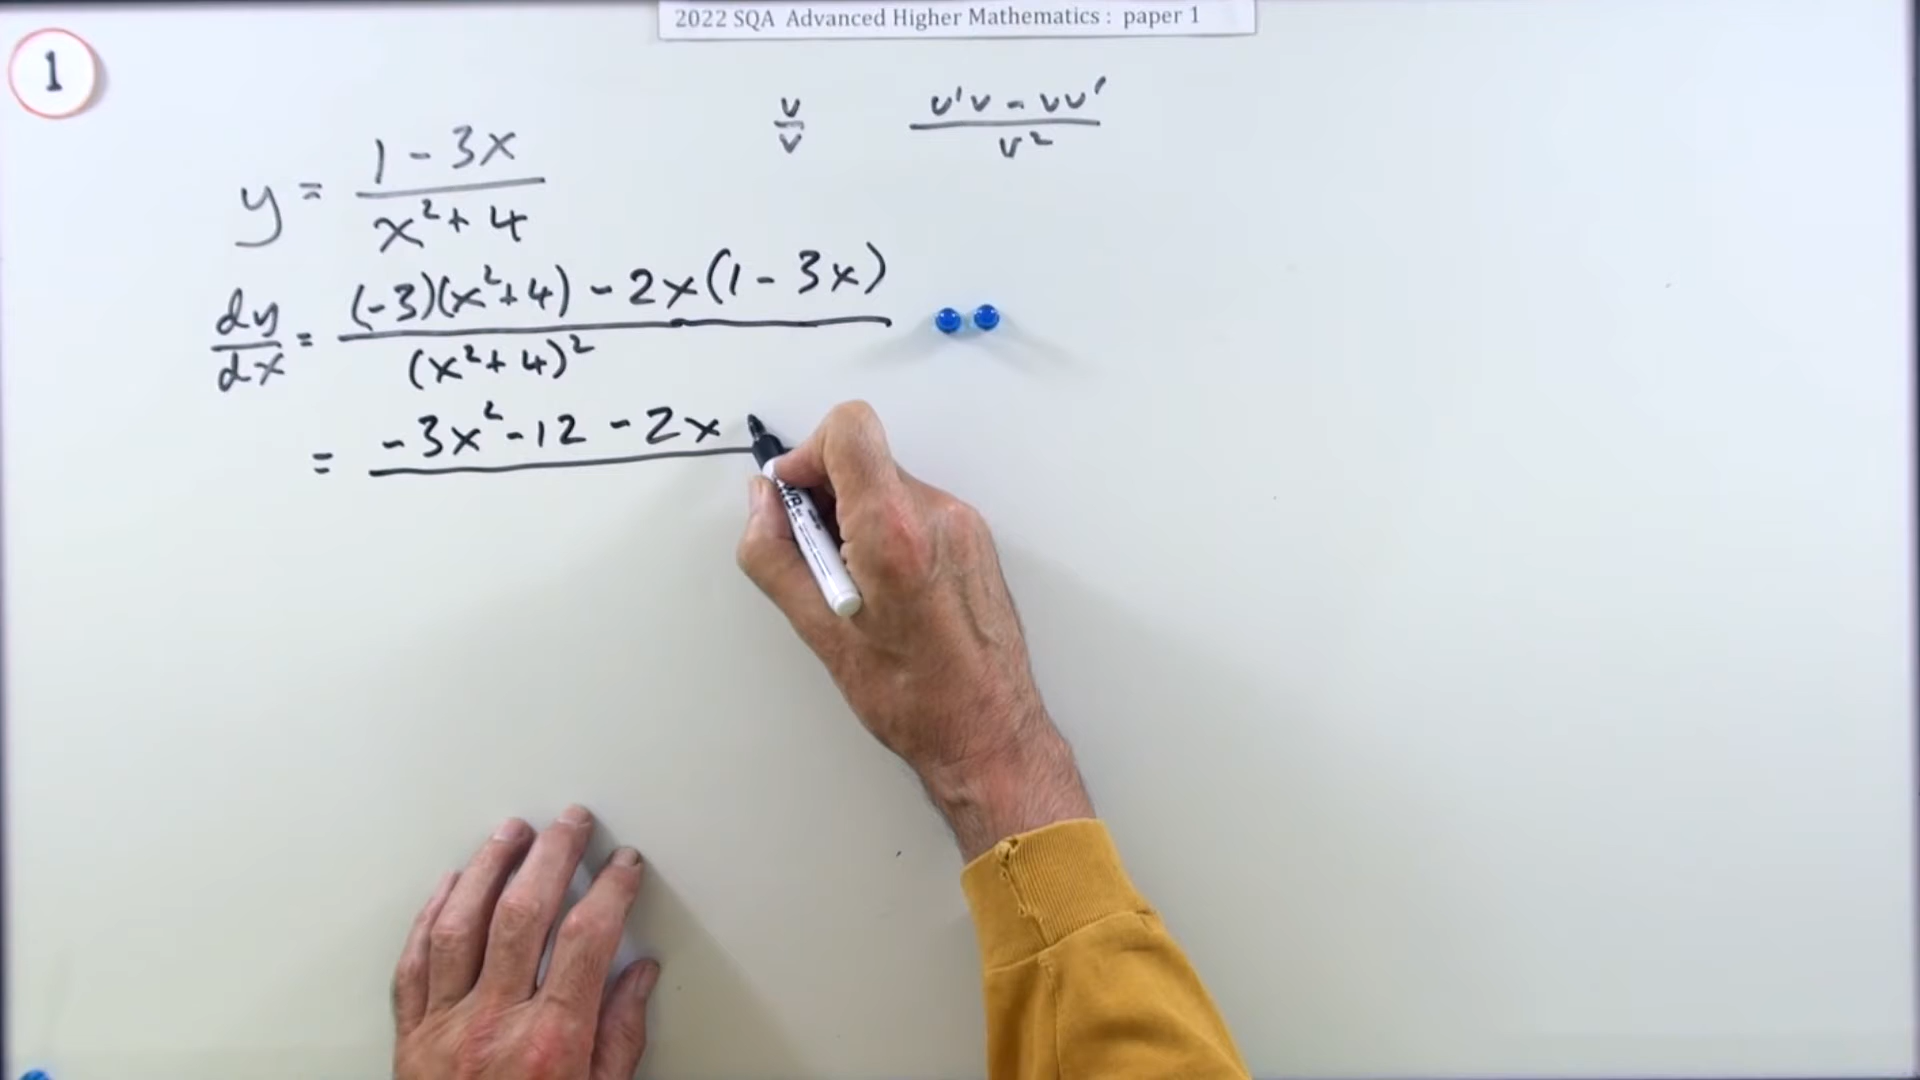 2022 SQA Advanced Higher Mathematics : paper 1
1
u/v (u'v - uv')/v²
y = (1 - 3x)/(x² + 4)
dy/dx = ((-3)(x²+4) - 2x(1 - 3x))/(x²+ 4)²
= -3x² -12 - 2x